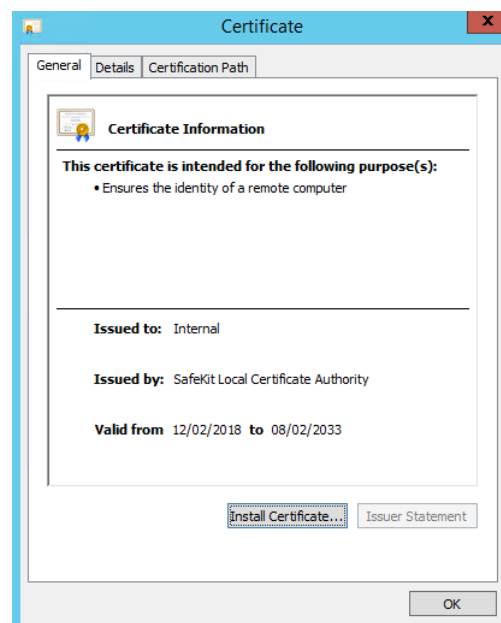 Certificate
x
General Details Certification Path
Certificate Information
This certificate is intended for the following purpose(s):
• Ensures the identity of a remote computer
Issued to: Internal
Issued by: SafeKit Local Certificate Authority
Valid from 12/02/2018 to 08/02/2033
Install Certificate... Issuer Statement
OK